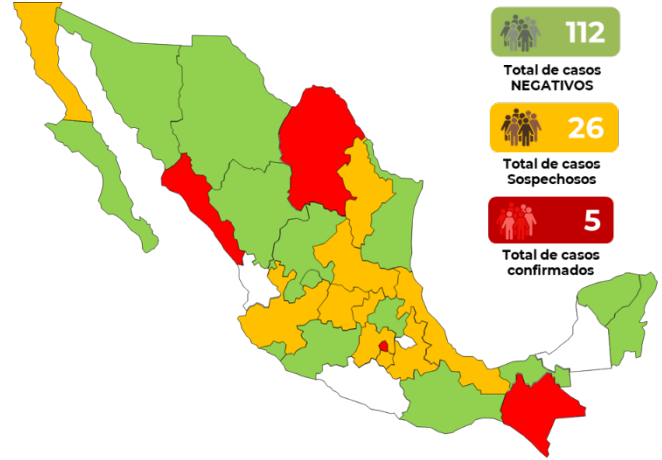 112
Total de casos
NEGATIVOS
26
Total de casos
Sospechosos
5
Total de casos
confirmados